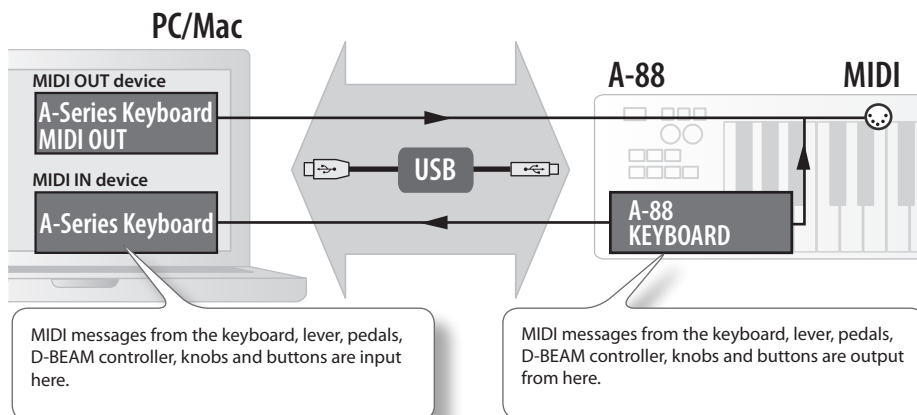 PC/Mac
A-88
MIDI
MIDI OUT device
A-Series Keyboard
MIDI OUT
MIDI IN device
A-Series Keyboard
USB
A-88
KEYBOARD
MIDI messages from the keyboard, lever, pedals,
D-BEAM controller, knobs and buttons are input
here.
MIDI messages from the keyboard, lever, pedals,
D-BEAM controller, knobs and buttons are output
from here.